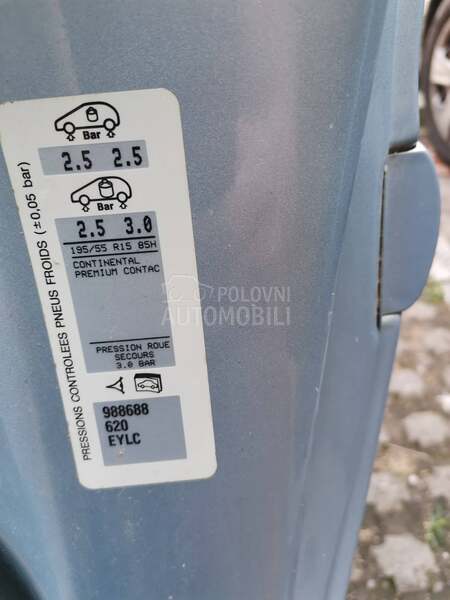 PRESSIONS CONTROLEES PNEUS FROIDS (±0,05 bar)
Bar
2.5 2.5
Bar
2.5 3.0
195/55 R15 85H
CONTINENTAL
PREMIUM CONTAC
PRESSION ROUE
SECOURS
3.0 BAR
988688
620
EYLC
POLOVNI
AUTOMOBILI